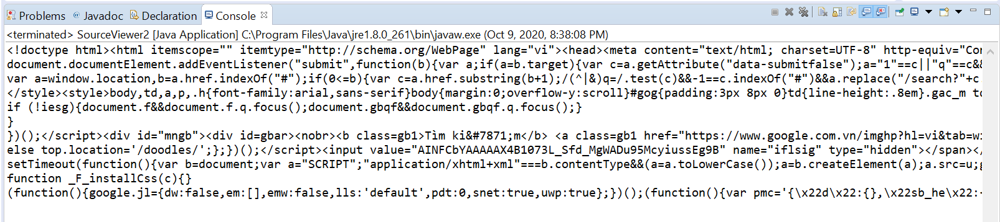 Problems @ Javadoc Declaration Console
<terminated> SourceViewer2 [Java Application] C:\Program Files\Java\jre1.8.0_261\bin\javaw.exe (Oct 9, 2020, 8:38:08 PM)
<!doctype html><html itemscope="" itemtype="http://schema.org/WebPage" lang="vi"><head><meta content="text/html; charset=UTF-8" http-equiv="Con
document.documentElement.addEventListener("submit",function(b){var a;if(a=b.target){var c=a.getAttribute("data-submitfalse");a="1"==c||"q"==c&&
var a=window.location,b=a.href.indexOf("#");if(0<=b){var c=a.href.substring(b+1);/(^|&)q=/.test(c)&&-1==c.indexOf("#")&&a.replace("/search?"+c
</style><style>body,td,a,p,.h{font-family:arial,sans-serif}body{margin:0;overflow-y:scroll}#gog{padding:3px 8px 0}td{line-height:.8em}.gac_m td
if (!iesg){document.f&&document.f.q.focus();document.gbqf&&document.gbqf.q.focus();}
}
})();</script><div id="mngb"><div id=gbar><nobr><b class=gb1>Tìm ki&#7871;m</b> <a class=gb1 href="https://www.google.com.vn/imghp?hl=vi&tab=wi
else top.location='/doodles/';};})();</script><input value="AINFCbYAAAAAX4B1073L_Sfd_MgWADu95McyiussEg9B" name="iflsig" type="hidden"></span></
setTimeout(function(){var b=document;var a="SCRIPT";"application/xhtml+xml"===b.contentType&&(a=a.toLowerCase());a=b.createElement(a);a.src=u;g
function _F_installCss(c){}
(function(){google.jl={dw:false,em:[],emw:false,lls:'default',pdt:0,snet:true,uwp:true};})();(function(){var pmc='{\x22d\x22:{},\x22sb_he\x22:{